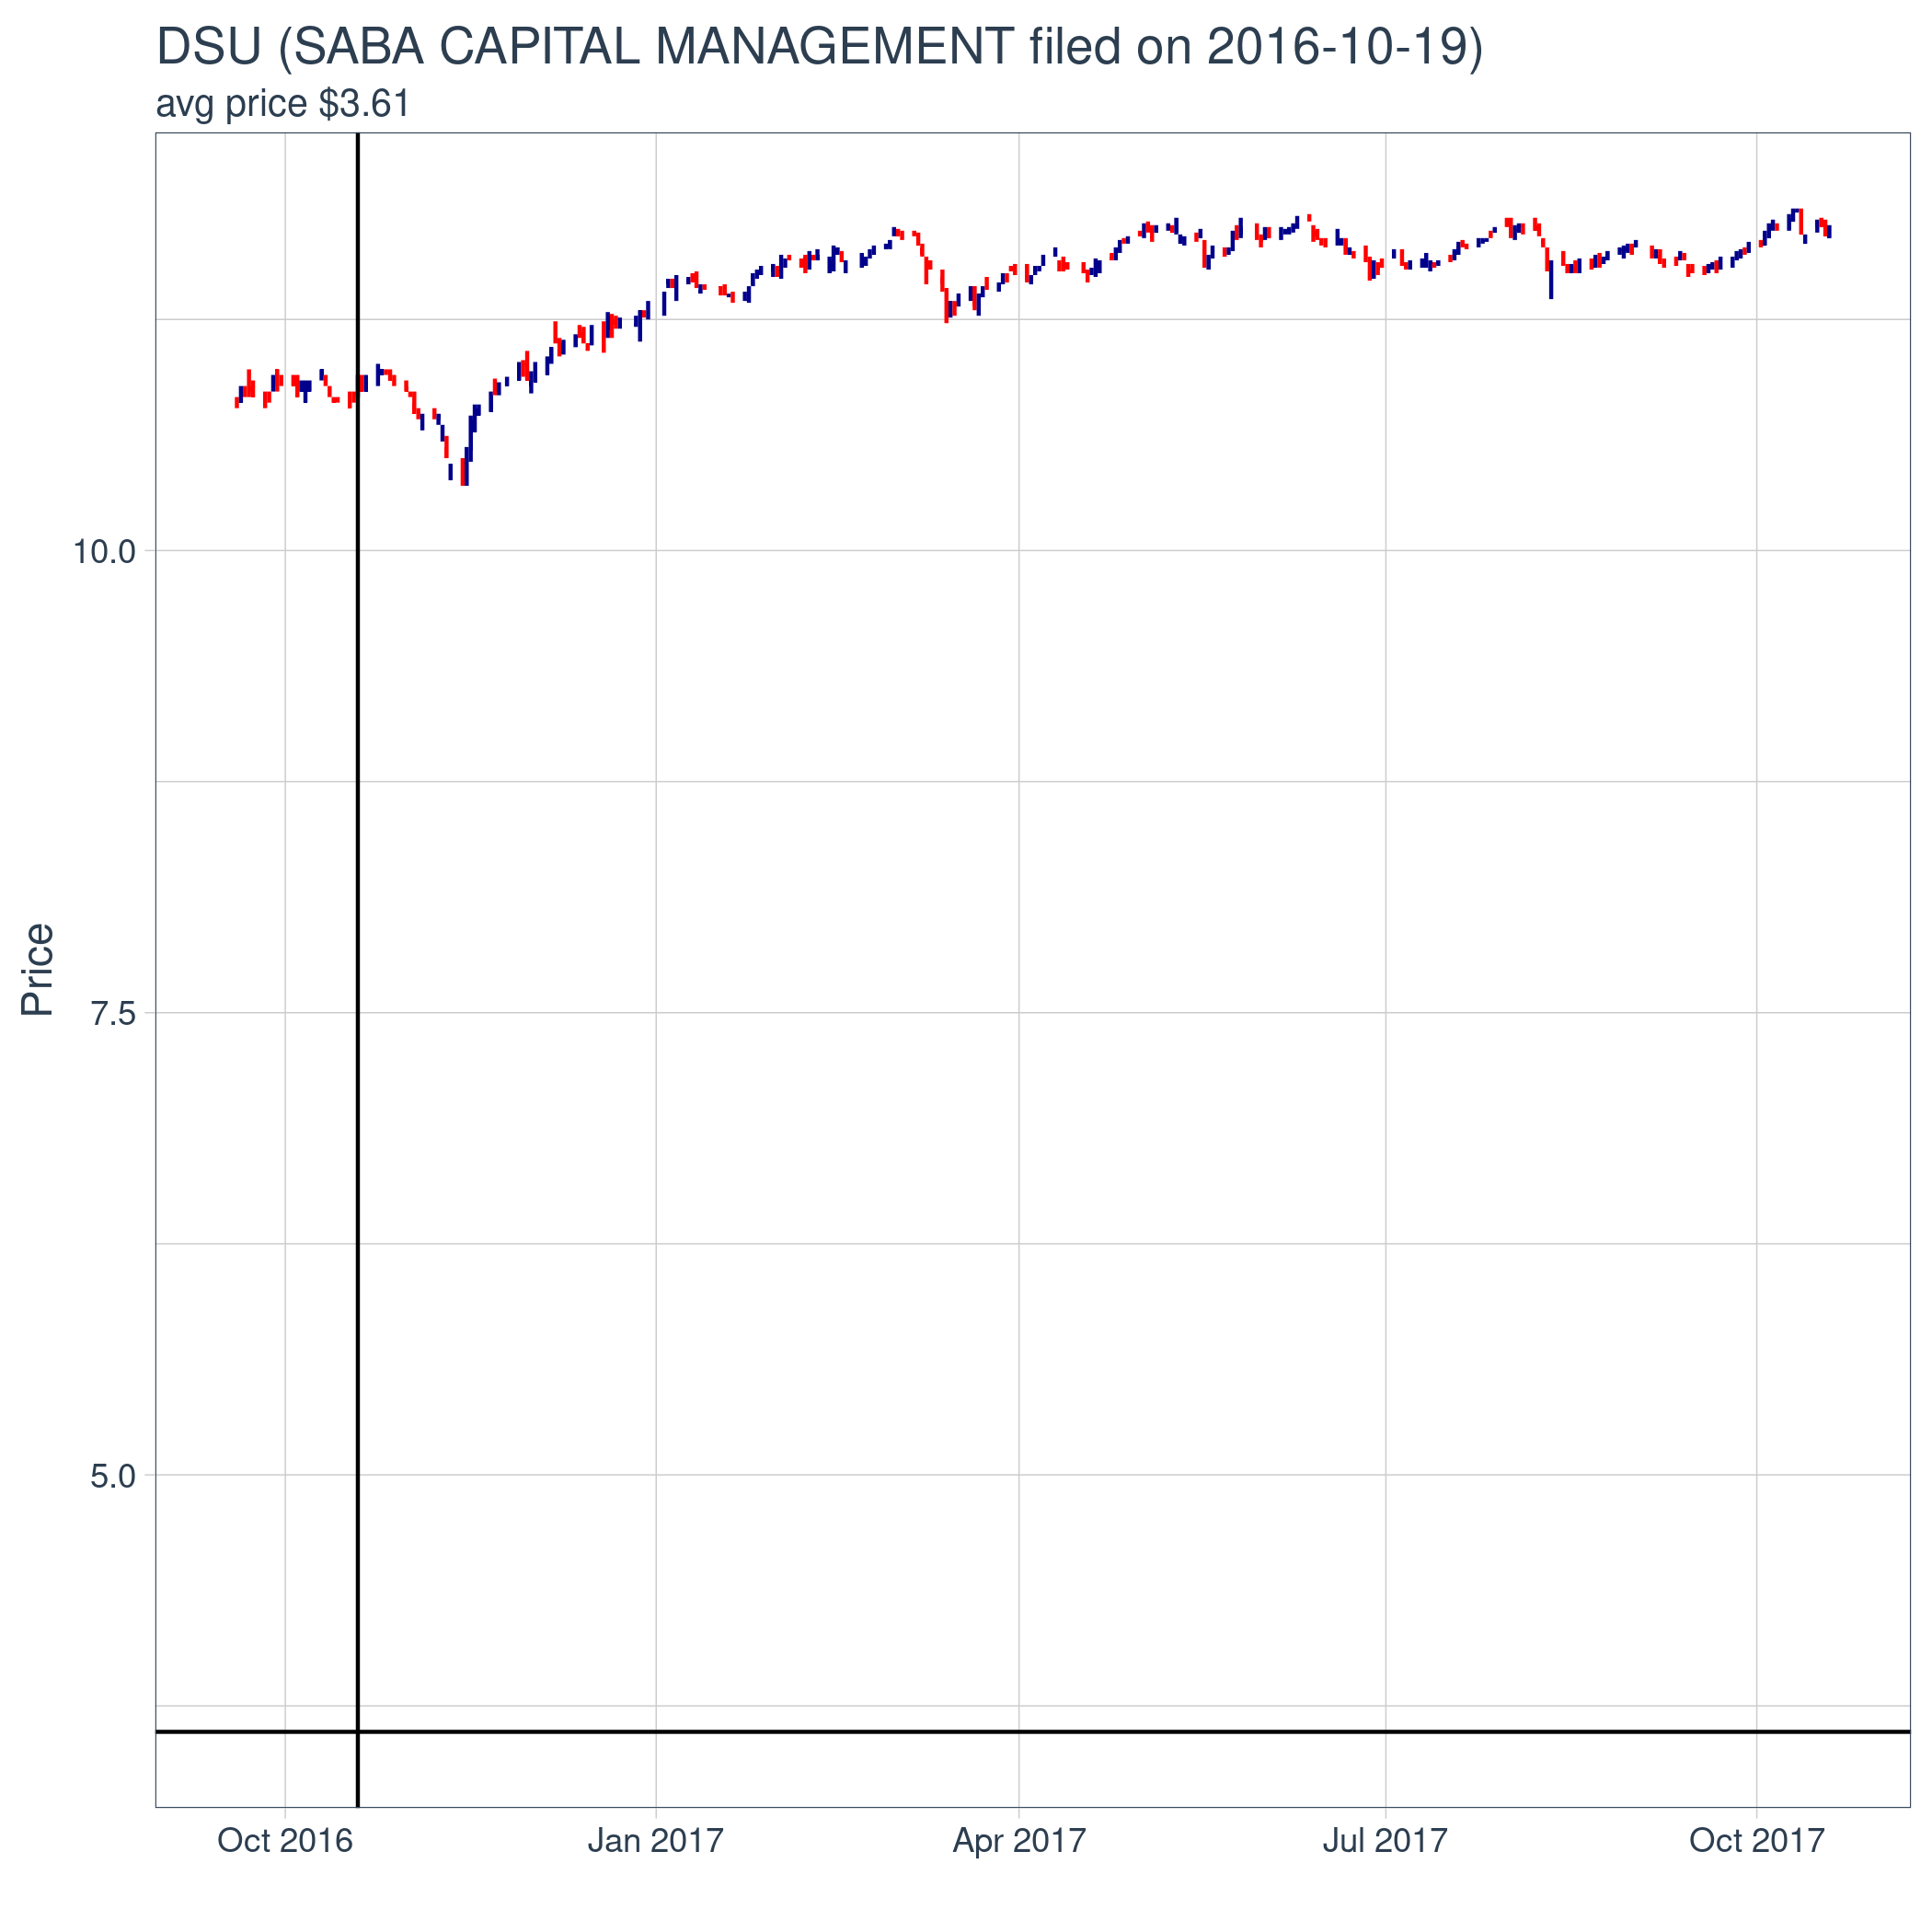 DSU (SABA CAPITAL MANAGEMENT filed on 2016-10-19)
avg price $3.61
10.0
7.5
5.0
Price
Oct 2016
Jan 2017
Apr 2017
Jul 2017
Oct 2017